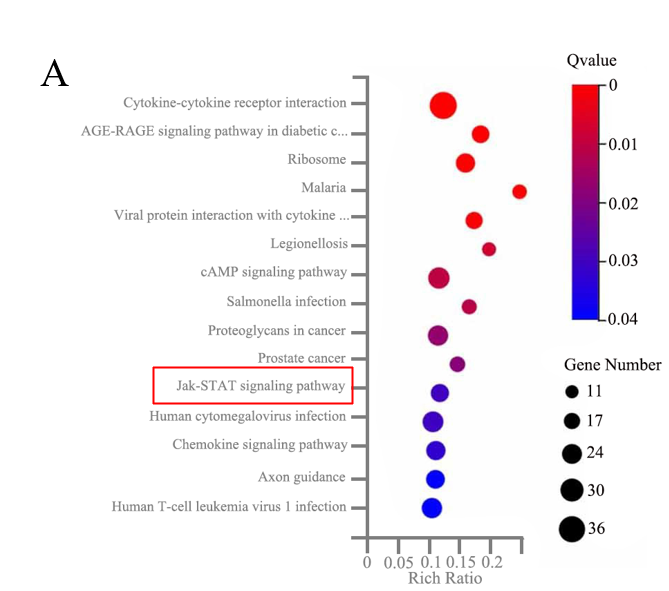 A
Qvalue
Cytokine-cytokine receptor interaction
AGE-RAGE signaling pathway in diabetic c...
Ribosome
Malaria
Viral protein interaction with cytokine ...
Legionellosis
cAMP signaling pathway
Salmonella infection
Proteoglycans in cancer
Prostate cancer
Jak-STAT signaling pathway
Human cytomegalovirus infection
Chemokine signaling pathway
Axon guidance
Human T-cell leukemia virus 1 infection
0 0.05 0.1 0.15 0.2
Rich Ratio
0
0.01
0.02
0.03
0.04
Gene Number
11
17
24
30
36